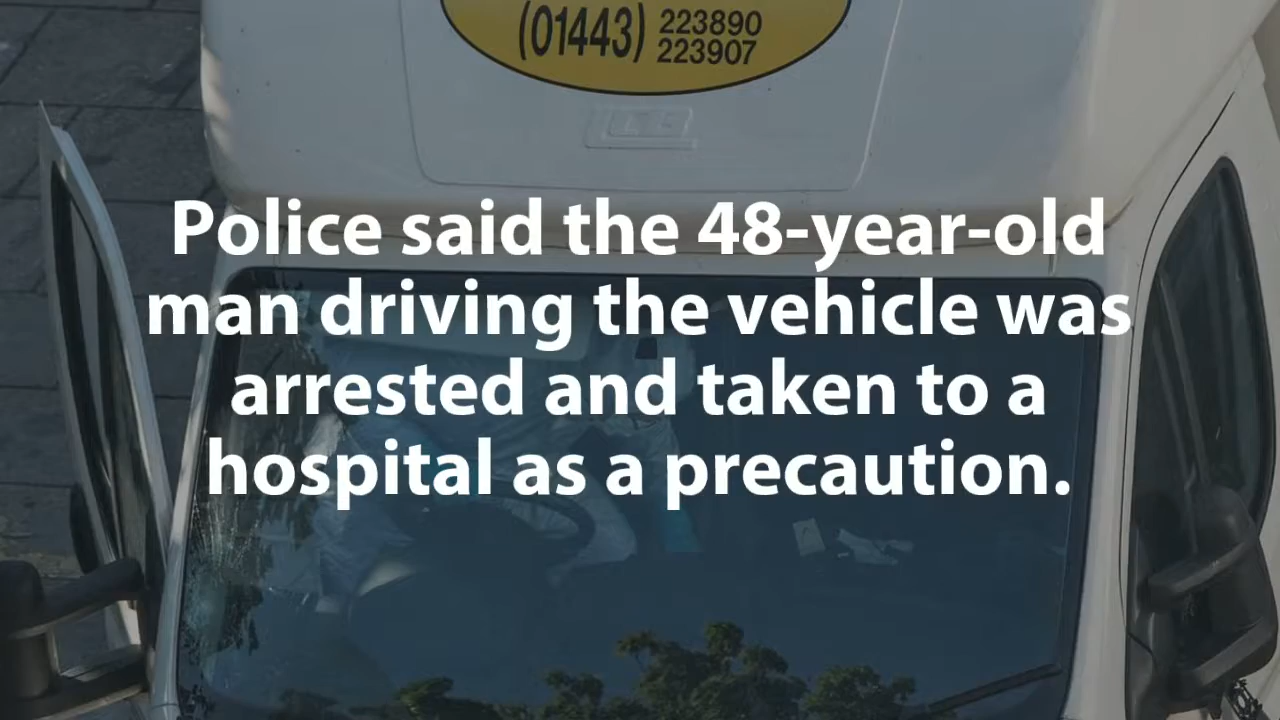 (01443) 223890
223907
Police said the 48-year-old
man driving the vehicle was
arrested and taken to a
hospital as a precaution.